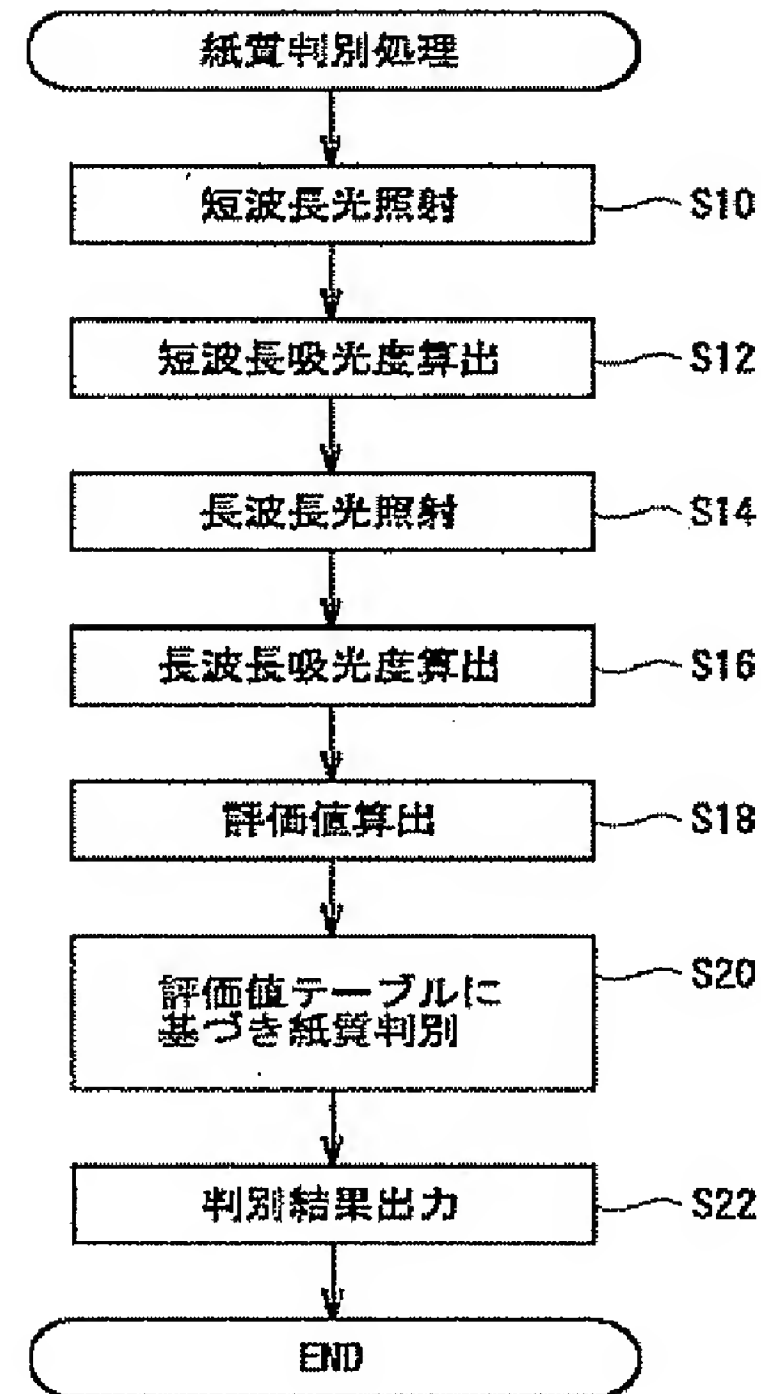 紙質判別処理
短波長光照射
S10
短波長吸光度算出
S12
長波長光照射
S14
長波長吸光度算出
S16
評価値算出
S18
評価値テーブルに
基づき紙質判別
S20
判別結果出力
S22
END